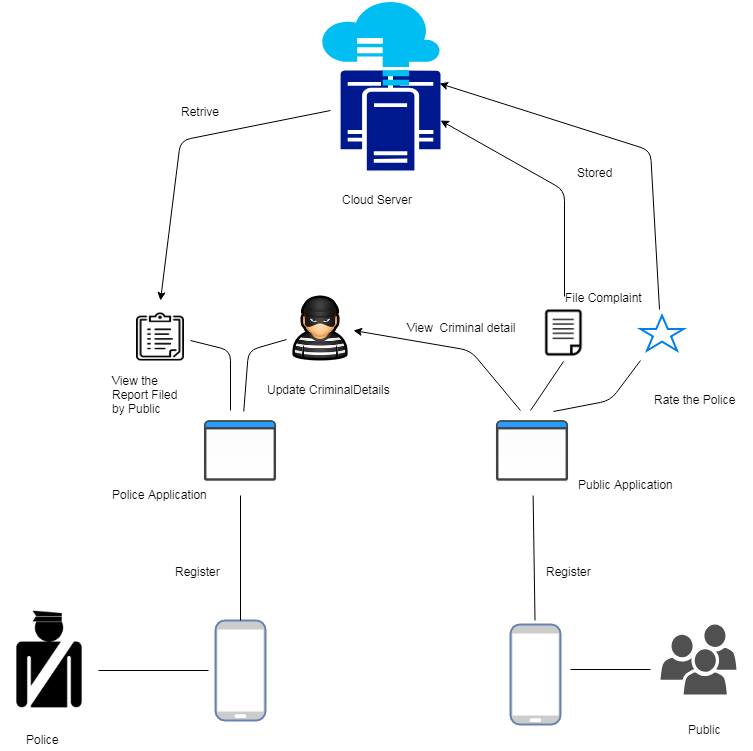 Retrive
Stored
Cloud Server
File Complaint
View  Criminal detail
View the
Report Filed
by Public
Update CriminalDetails
Rate the Police
Police Application
Public Application
Register
Register
Police
Public